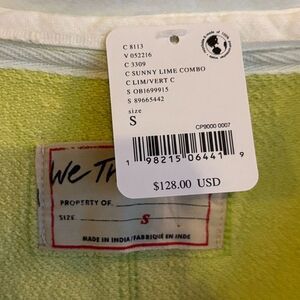 C 8113
V 052216
C 3309
C SUNNY LIME COMBO
C LIM/VERT C
S OB1699915
S 89665442
size
S
CP9000 0007
1 98215 06441 9
$128.00 USD
We
PROPERTY OF
SIZE S
MADE IN INDIA/FABRIQUÉ EN INDE